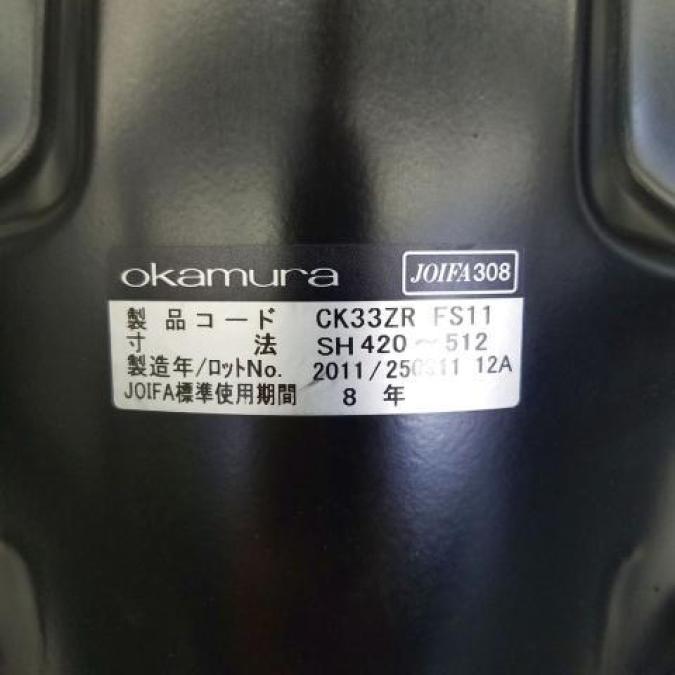 okamura JOIFA308
製品コード CK33ZR FS11
寸法 SH 420～512
製造年/ロットNo. 2011/ 12A
JOIFA標準使用期間 8 年